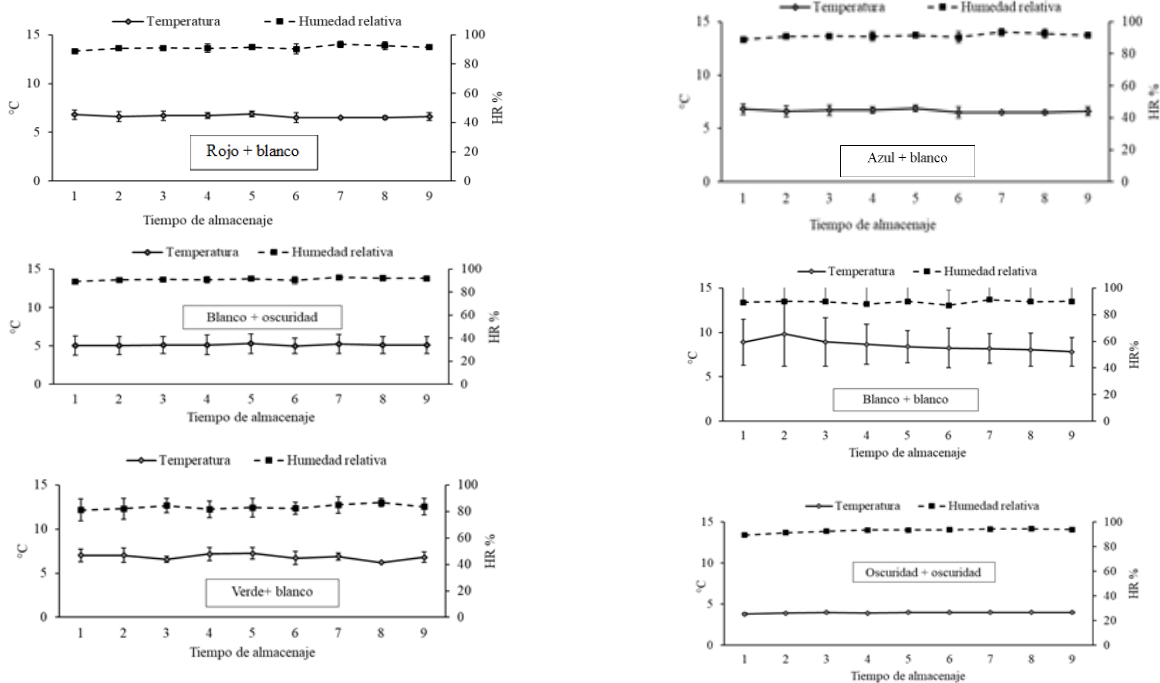 Temperatura Humedad relativa
15 100
80
10
60
°C HR %
40
5
Rojo + blanco
20
0 0
1 2 3 4 5 6 7 8 9
Tiempo de almacenaje
Temperatura Humedad relativa
15 100
80
10
60
°C HR %
5 40
Azul + blanco
20
0 0
1 2 3 4 5 6 7 8 9
Tiempo de almacenaje
Temperatura Humedad relativa
15 100
80
10
Blanco + oscuridad
60
°C HR %
5 40
20
0 0
1 2 3 4 5 6 7 8 9
Tiempo de almacenaje
Temperatura Humedad relativa
15 100
80
10
60
°C HR%
5 40
Blanco + blanco
20
0 0
1 2 3 4 5 6 7 8 9
Tiempo de almacenaje
Temperatura Humedad relativa
15 100
80
10
60
°C HR %
5 40
Verde+ blanco
20
0 0
1 2 3 4 5 6 7 8 9
Tiempo de almacenaje
Temperatura Humedad relativa
15 100
80
10
Oscuridad + oscuridad
60
°C HR %
5 40
20
0 0
1 2 3 4 5 6 7 8 9
Tiempo de almacenaje